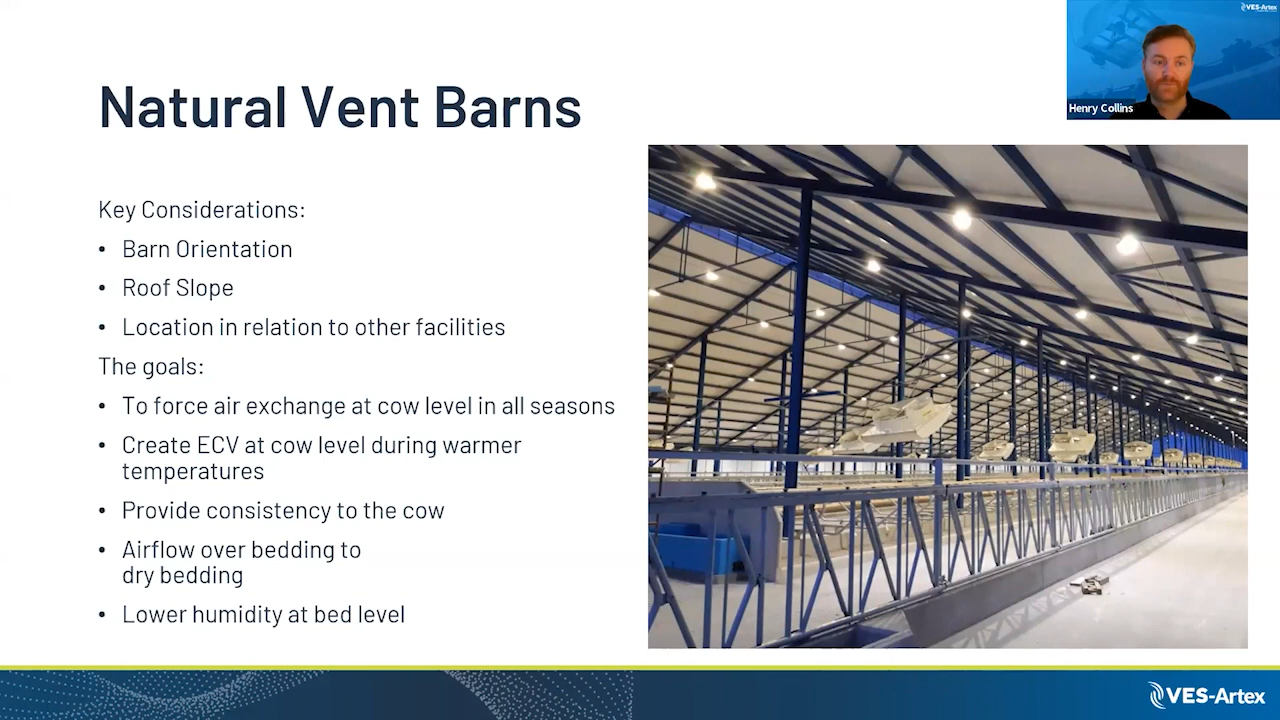 VES-Artex
Henry Collins
Natural Vent Barns
Key Considerations:
• Barn Orientation
• Roof Slope
• Location in relation to other facilities
The goals:
• To force air exchange at cow level in all seasons
• Create ECV at cow level during warmer
temperatures
• Provide consistency to the cow
• Airflow over bedding to
dry bedding
• Lower humidity at bed level
VES-Artex